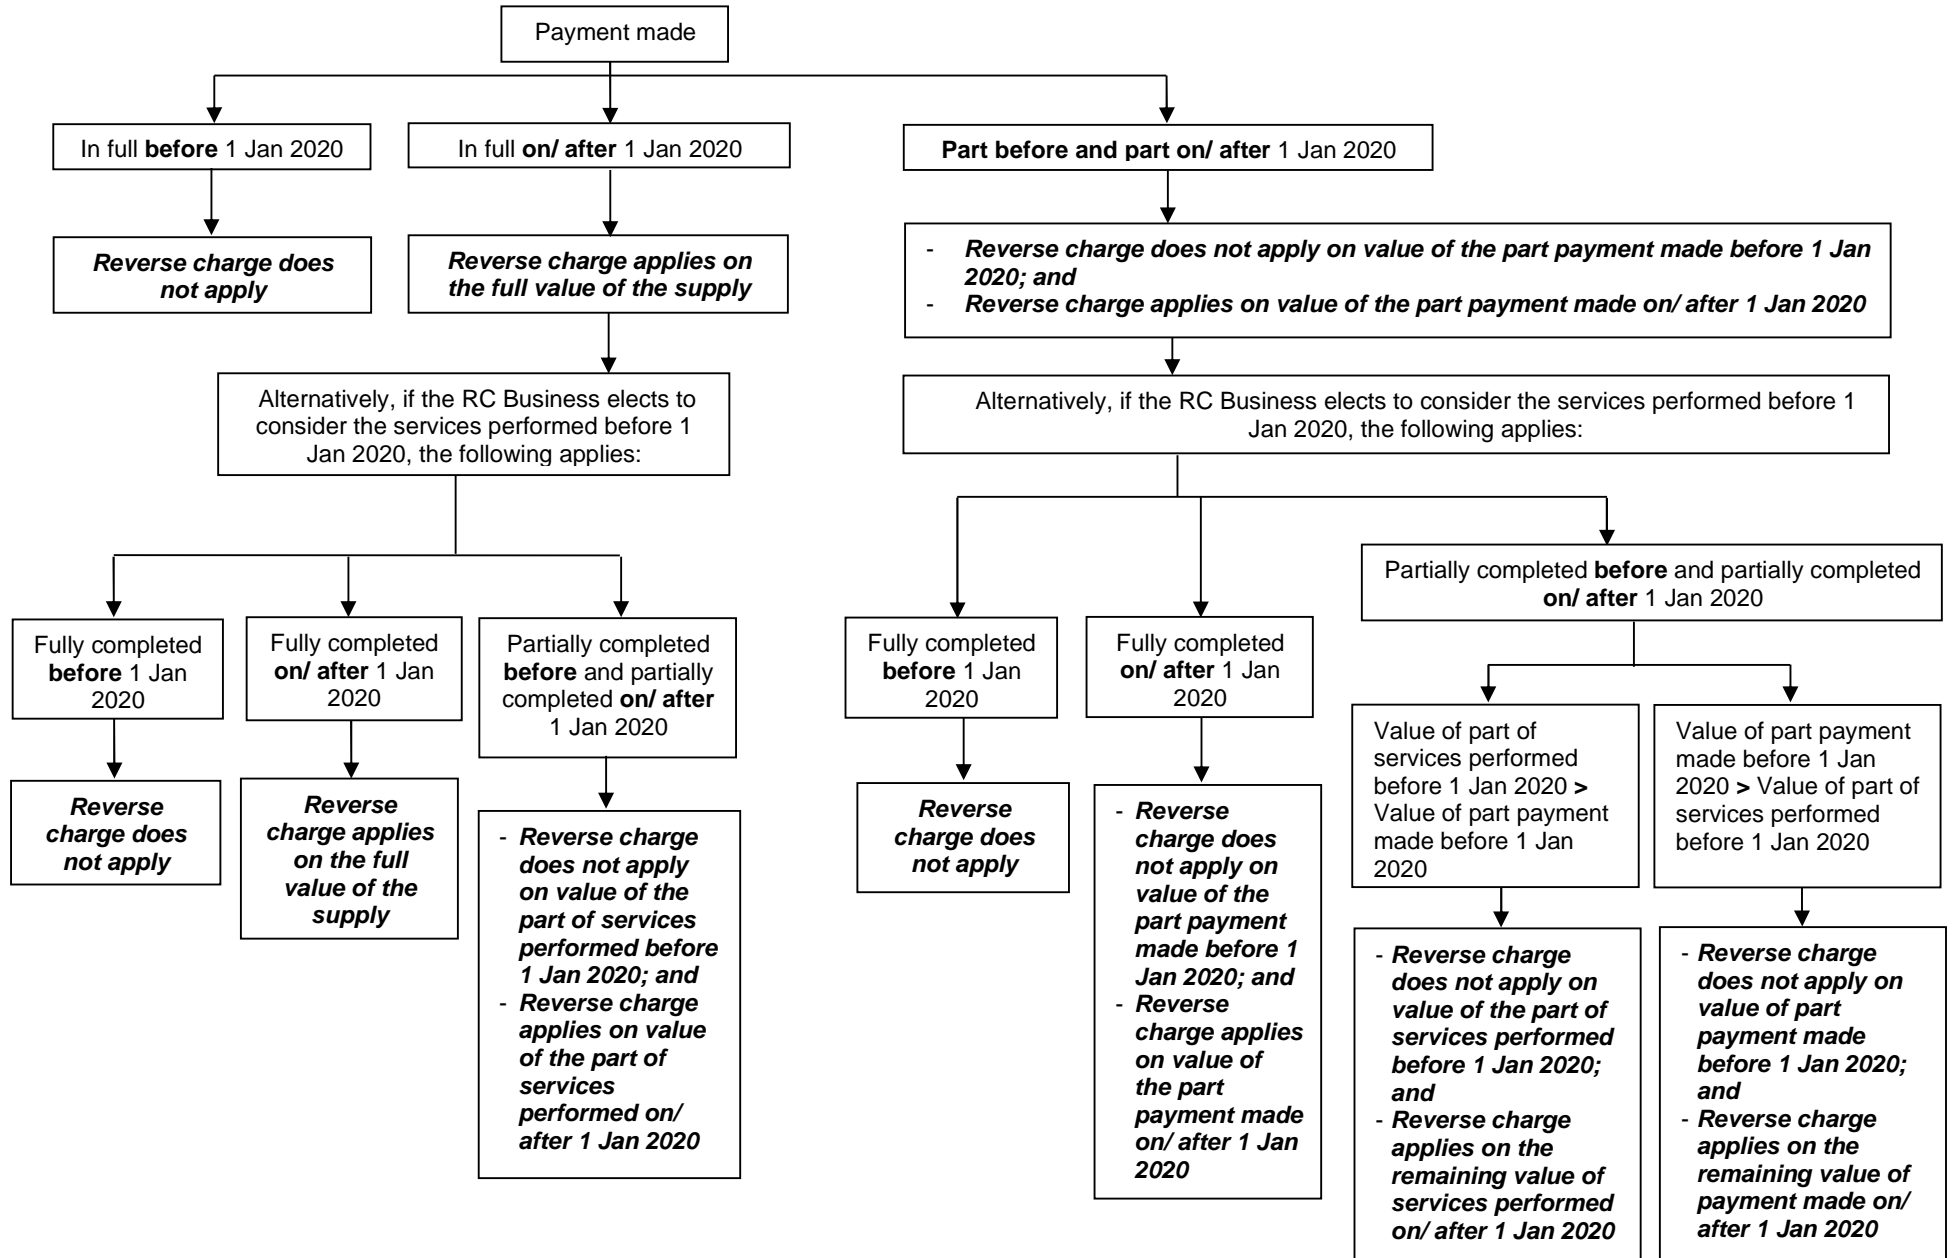 Payment made
In full before 1 Jan 2020
In full on/ after 1 Jan 2020
Part before and part on/ after 1 Jan 2020
Reverse charge does
not apply
Reverse charge applies on
the full value of the supply
- Reverse charge does not apply on value of the part payment made before 1 Jan
2020; and
- Reverse charge applies on value of the part payment made on/ after 1 Jan 2020
Alternatively, if the RC Business elects to
consider the services performed before 1
Jan 2020, the following applies:
Alternatively, if the RC Business elects to consider the services performed before 1
Jan 2020, the following applies:
Fully completed
before 1 Jan
2020
Fully completed
on/ after 1 Jan
2020
Partially completed
before and partially
completed on/ after
1 Jan 2020
Fully completed
before 1 Jan
2020
Fully completed
on/ after 1 Jan
2020
Partially completed before and partially completed
on/ after 1 Jan 2020
Value of part of
services performed
before 1 Jan 2020 >
Value of part payment
made before 1 Jan
2020
Value of part payment
made before 1 Jan
2020 > Value of part of
services performed
before 1 Jan 2020
Reverse
charge does
not apply
Reverse
charge applies
on the full
value of the
supply
- Reverse charge
does not apply
on value of the
part of services
performed before
1 Jan 2020; and
- Reverse charge
applies on value
of the part of
services
performed on/
after 1 Jan 2020
Reverse
charge does
not apply
- Reverse
charge does
not apply on
value of the
part payment
made before 1
Jan 2020; and
- Reverse
charge applies
on value of
the part
payment made
on/ after 1 Jan
2020
- Reverse charge
does not apply on
value of the part of
services performed
before 1 Jan 2020;
and
- Reverse charge
applies on the
remaining value of
services performed
on/ after 1 Jan 2020
- Reverse charge
does not apply on
value of part
payment made
before 1 Jan 2020;
and
- Reverse charge
applies on the
remaining value of
payment made on/
after 1 Jan 2020